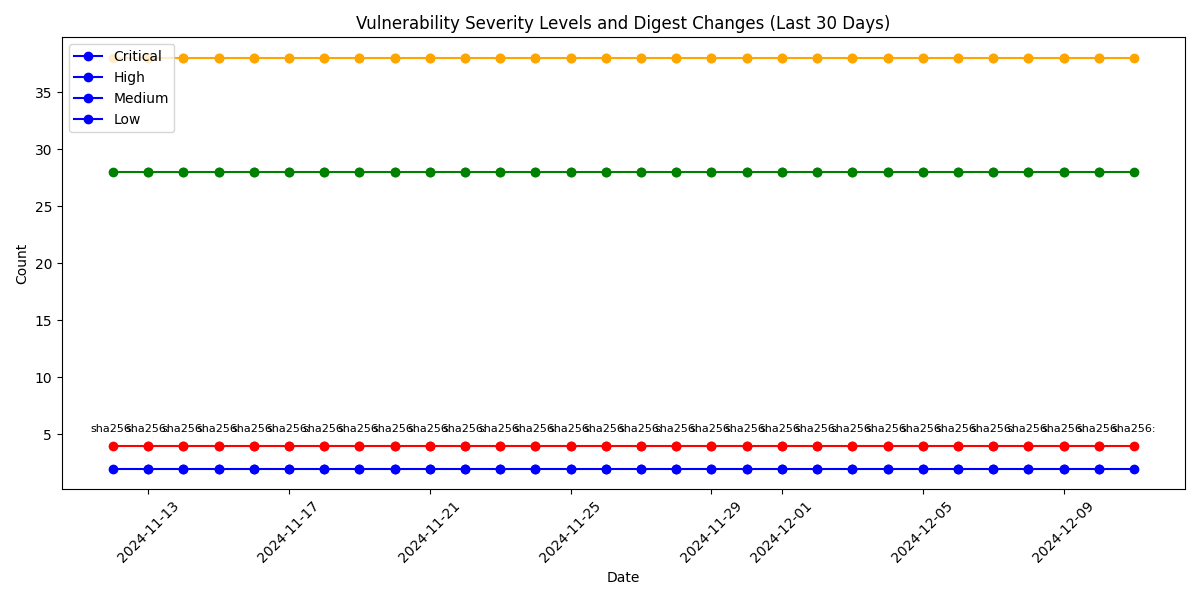 Vulnerability Severity Levels and Digest Changes (Last 30 Days)
Critical
High
Medium
Low
35
30
25
20
15
10
5
Count
sha256: sha256: sha256: sha256: sha256: sha256: sha256: sha256: sha256: sha256: sha256: sha256: sha256: sha256: sha256: sha256: sha256: sha256: sha256: sha256: sha256: sha256: sha256: sha256: sha256: sha256: sha256: sha256: sha256: sha256:
2024-11-13
2024-11-17
2024-11-21
2024-11-25
2024-11-29
2024-12-01
2024-12-05
2024-12-09
Date